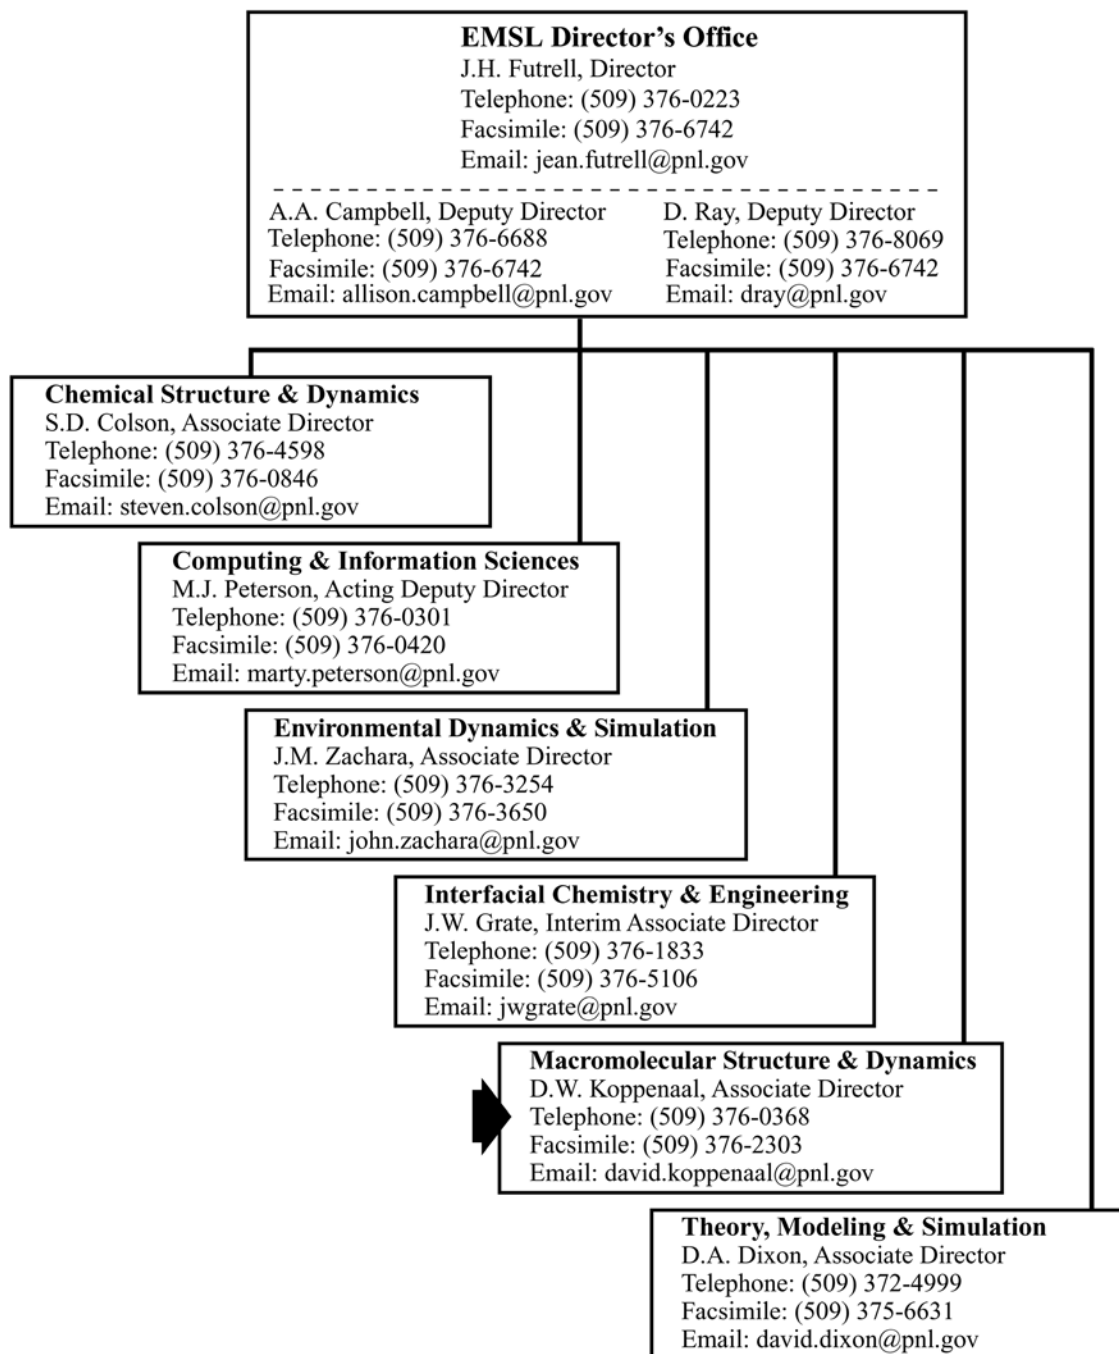 EMSL Director’s Office
J.H. Futrell, Director
Telephone: (509) 376-0223
Facsimile: (509) 376-6742
Email: jean.futrell@pnl.gov
A.A. Campbell, Deputy Director
Telephone: (509) 376-6688
Facsimile: (509) 376-6742
Email: allison.campbell@pnl.gov
D. Ray, Deputy Director
Telephone: (509) 376-8069
Facsimile: (509) 376-6742
Email: dray@pnl.gov
Chemical Structure & Dynamics
S.D. Colson, Associate Director
Telephone: (509) 376-4598
Facsimile: (509) 376-0846
Email: steven.colson@pnl.gov
Computing & Information Sciences
M.J. Peterson, Acting Deputy Director
Telephone: (509) 376-0301
Facsimile: (509) 376-0420
Email: marty.peterson@pnl.gov
Environmental Dynamics & Simulation
J.M. Zachara, Associate Director
Telephone: (509) 376-3254
Facsimile: (509) 376-3650
Email: john.zachara@pnl.gov
Interfacial Chemistry & Engineering
J.W. Grate, Interim Associate Director
Telephone: (509) 376-1833
Facsimile: (509) 376-5106
Email: jwgrate@pnl.gov
Macromolecular Structure & Dynamics
D.W. Koppenaal, Associate Director
Telephone: (509) 376-0368
Facsimile: (509) 376-2303
Email: david.koppenaal@pnl.gov
Theory, Modeling & Simulation
D.A. Dixon, Associate Director
Telephone: (509) 372-4999
Facsimile: (509) 375-6631
Email: david.dixon@pnl.gov